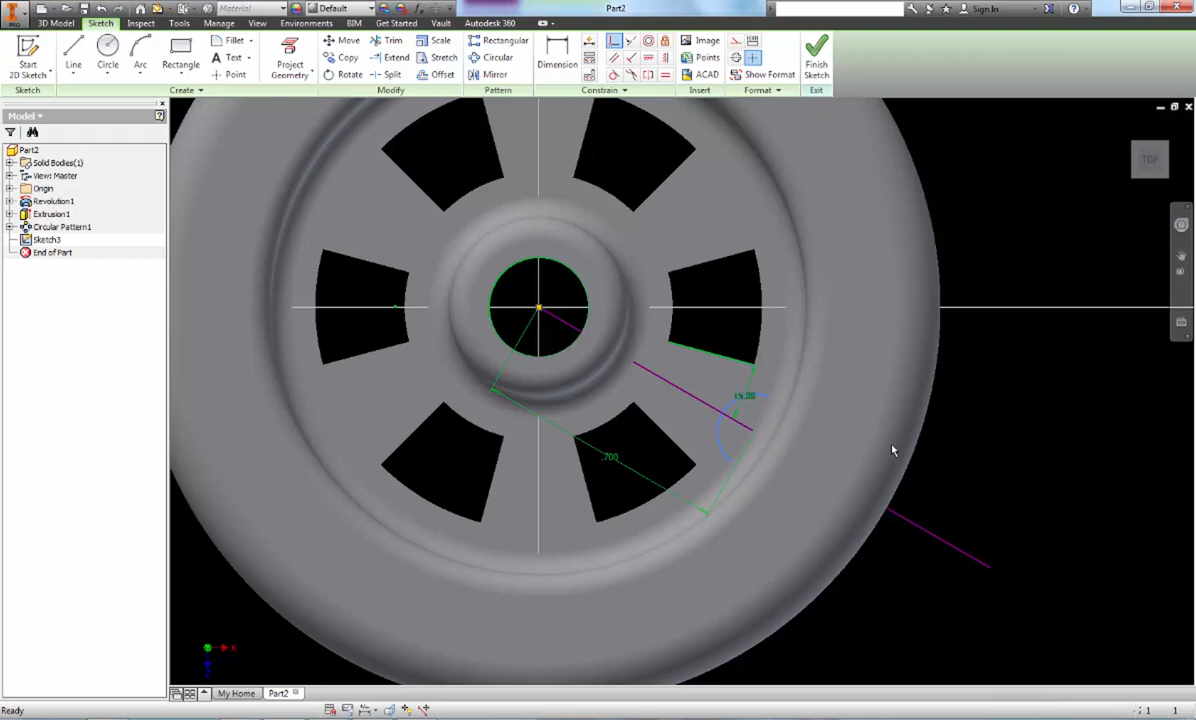 PRO
Material
Default
Part2
Sign In
3D Model
Sketch
Inspect
Tools
Manage
View
Environments
BIM
Get Started
Vault
Autodesk 360
Start
2D Sketch
Line
Circle
Arc
Rectangle
Fillet
Text
Point
Project
Geometry
Move
Copy
Rotate
Trim
Extend
Split
Scale
Stretch
Offset
Rectangular
Circular
Mirror
Dimension
Image
Points
ACAD
Show Format
Finish
Sketch
Sketch
Create
Modify
Pattern
Constrain
Insert
Format
Exit
Model
Part2
Solid Bodies(1)
View: Master
Origin
Revolution1
Extrusion1
Circular Pattern1
Sketch3
End of Part
TOP
.700
X
My Home
Part2
Ready
1
1